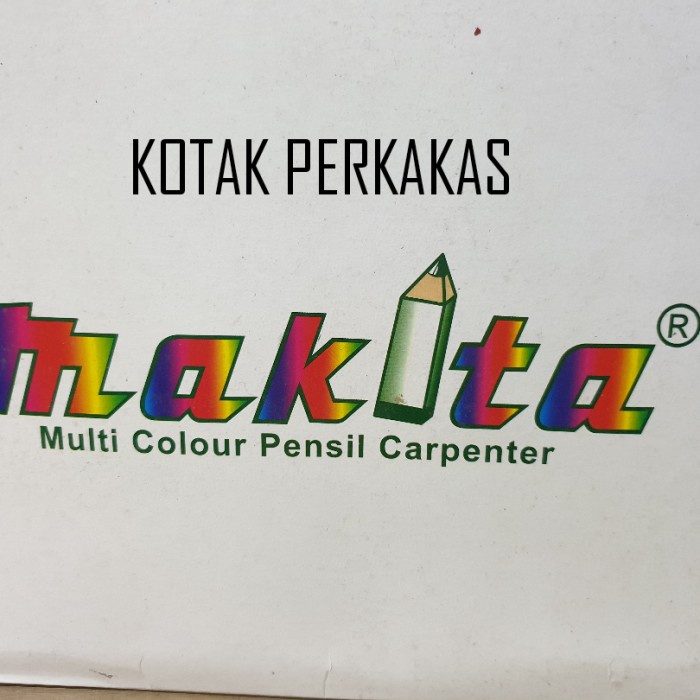 KOTAK PERKAKAS
makita ®
Multi Colour Pensil Carpenter